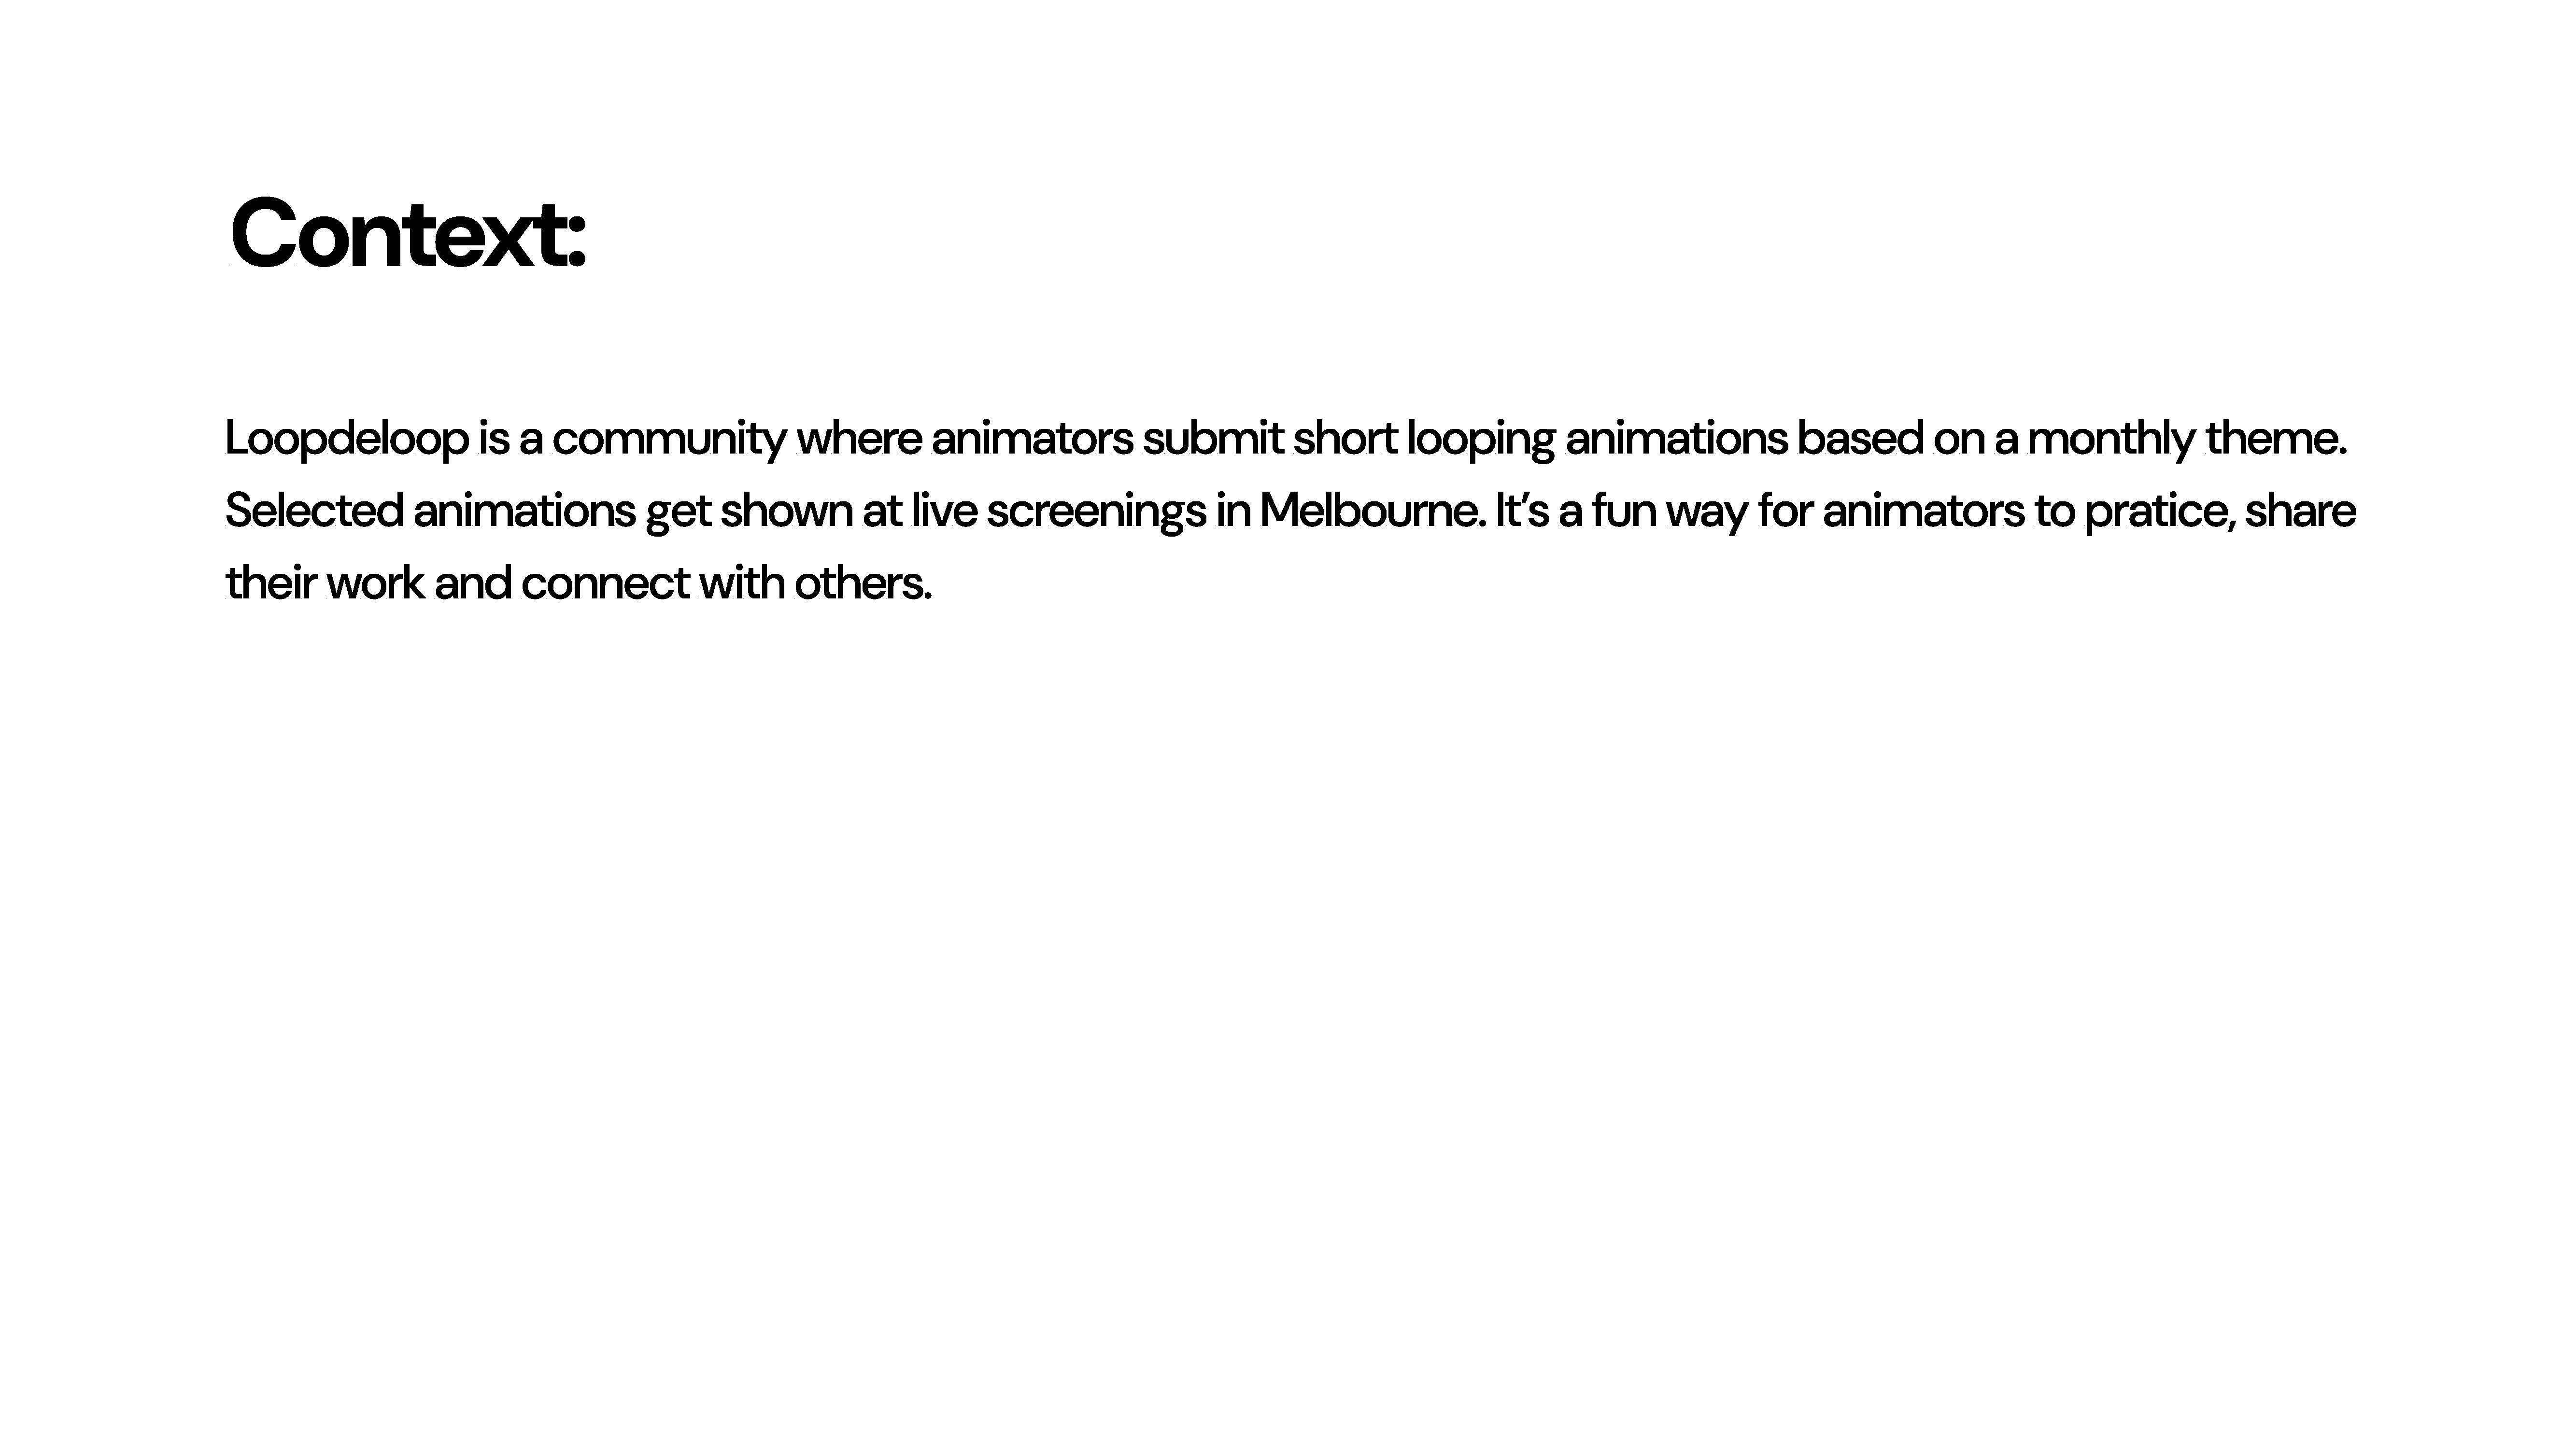 Context:
Loopdeloop is a community where animators submit short looping animations based on a monthly theme.
Selected animations get shown at live screenings in Melbourne. It’s a fun way for animators to pratice, share
their work and connect with others.